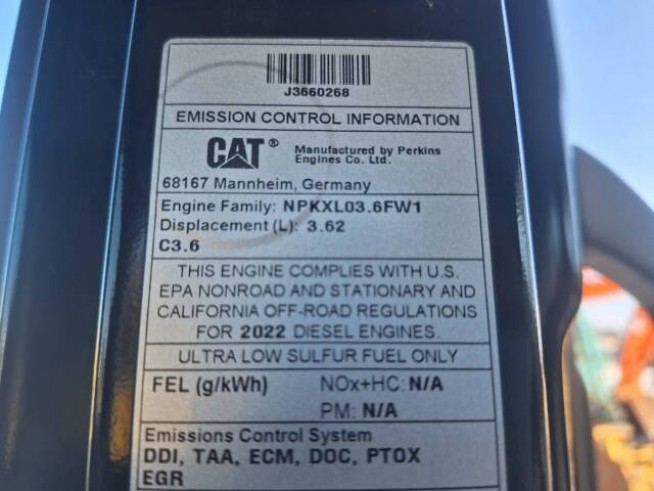 J3660268
EMISSION CONTROL INFORMATION
CAT® Manufactured by Perkins
Engines Co. Ltd.
68167 Mannheim, Germany
Engine Family: NPKXL03.6FW1
Displacement (L): 3.62
C3.6
THIS ENGINE COMPLIES WITH U.S.
EPA NONROAD AND STATIONARY AND
CALIFORNIA OFF-ROAD REGULATIONS
FOR 2022 DIESEL ENGINES.
ULTRA LOW SULFUR FUEL ONLY
FEL (g/kWh) NOx+HC: N/A
PM: N/A
Emissions Control System
DDI, TAA, ECM, DOC, PTOX
EGR